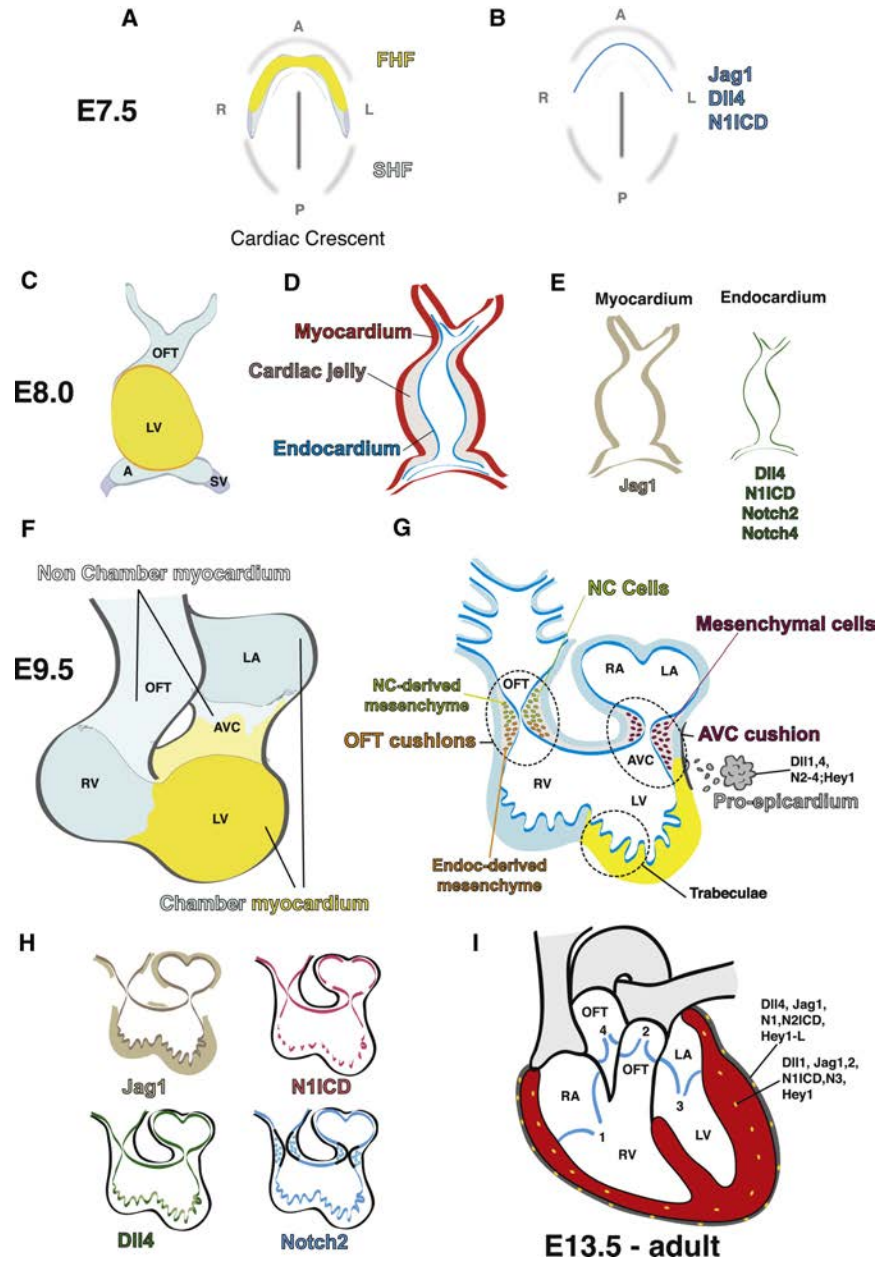 A
A
FHF
R
L
E7.5
SHF
P
Cardiac Crescent
B
A
Jag1
Dll4
N1ICD
R
L
P
C
OFT
E8.0
LV
A
SV
D
Myocardium
Cardiac jelly
Endocardium
E
Myocardium
Endocardium
Jag1
Dll4
N1ICD
Notch2
Notch4
F
Non Chamber myocardium
LA
E9.5
OFT
AVC
RV
LV
Chamber myocardium
G
NC Cells
Mesenchymal cells
RA
LA
OFT
NC-derived
mesenchyme
OFT cushions
AVC cushion
AVC
Dll1,4,
N2-4;Hey1
Pro-epicardium
RV
LV
Endoc-derived
mesenchyme
Trabeculae
H
Jag1
N1ICD
Dll4
Notch2
I
OFT
4
2
OFT
LA
RA
3
1
LV
RV
Dll4, Jag1,
N1,N2ICD,
Hey1-L
Dll1, Jag1,2,
N1ICD,N3,
Hey1
E13.5 - adult